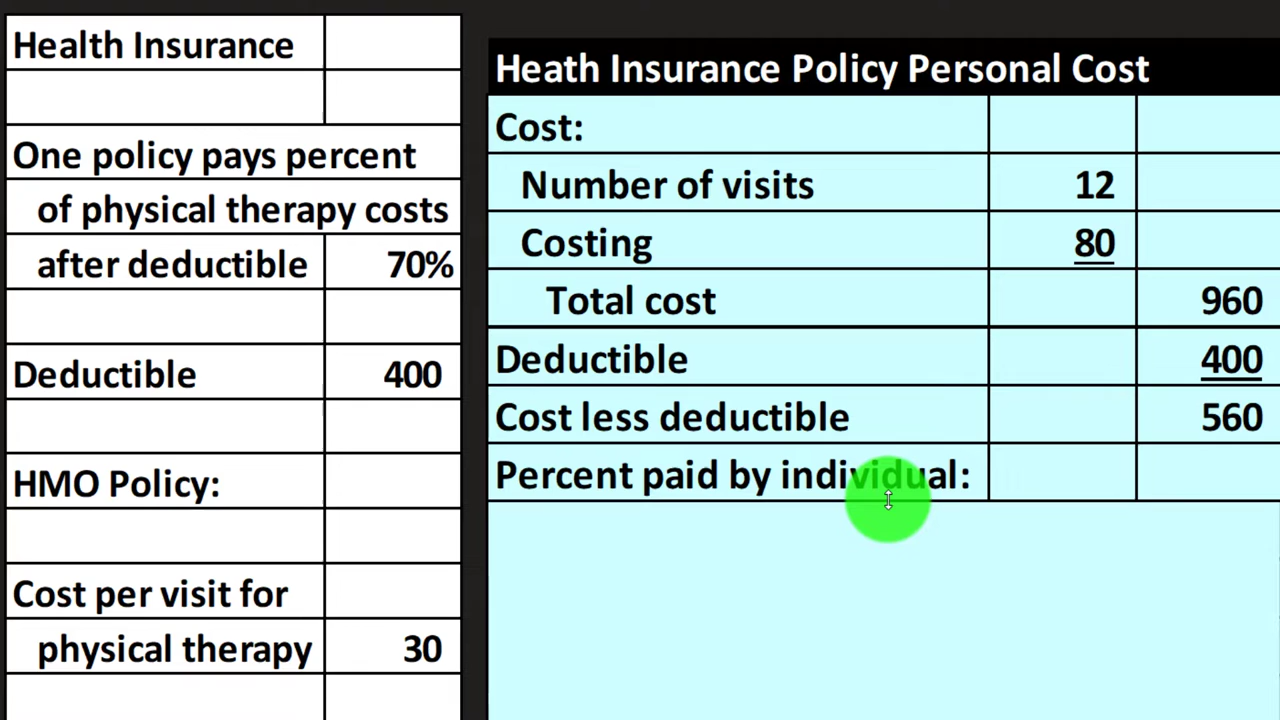 Health Insurance
One policy pays percent
of physical therapy costs
after deductible 70%
Deductible 400
HMO Policy:
Cost per visit for
physical therapy 30
Heath Insurance Policy Personal Cost
Cost:
Number of visits 12
Costing 80
Total cost 960
Deductible 400
Cost less deductible 560
Percent paid by individual: